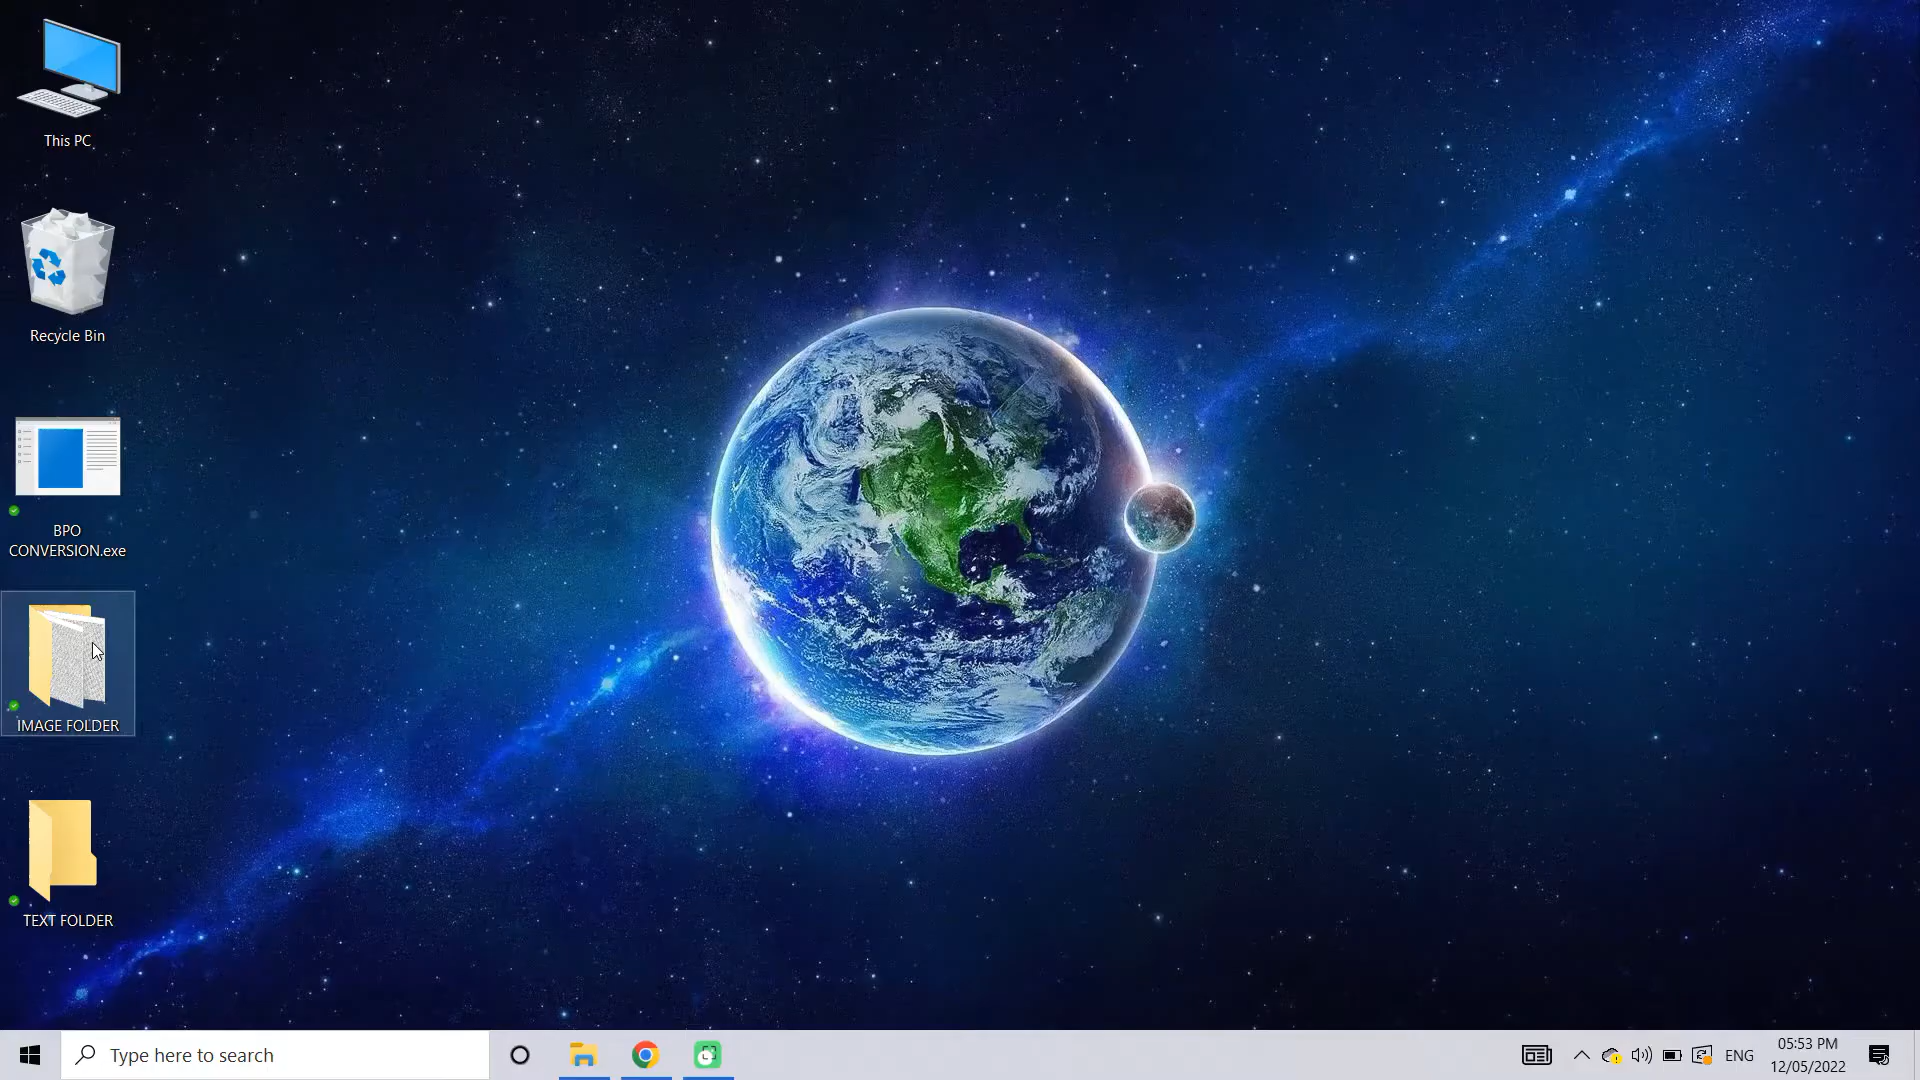 This PC
Recycle Bin
BPO
CONVERSION.exe
IMAGE FOLDER
TEXT FOLDER
Type here to search
ENG
05:53 PM
12/05/2022